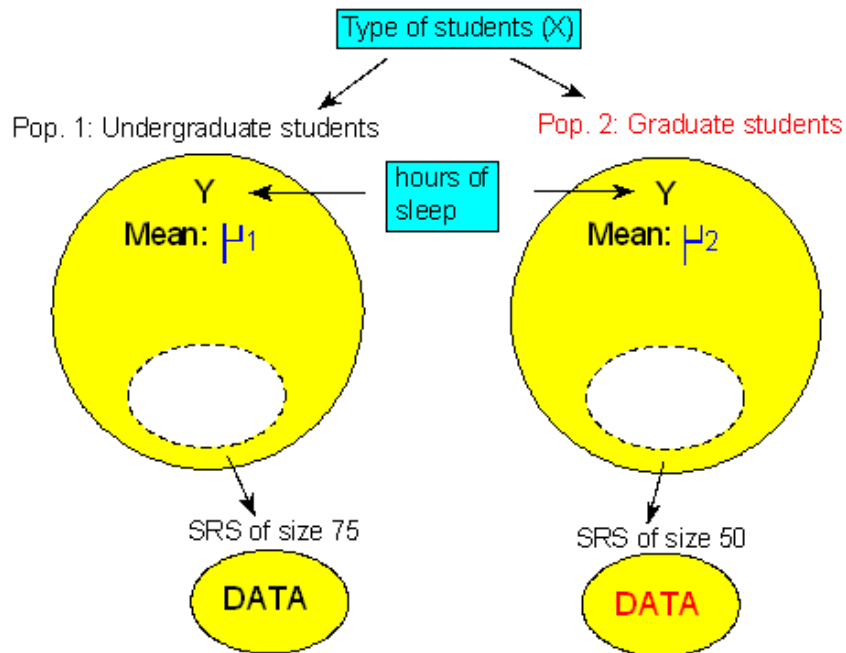 Type of students (X)
Pop. 1: Undergraduate students
Pop. 2: Graduate students
Y
hours of
sleep
Y
Mean: μ1
Mean: μ2
SRS of size 75
SRS of size 50
DATA
DATA